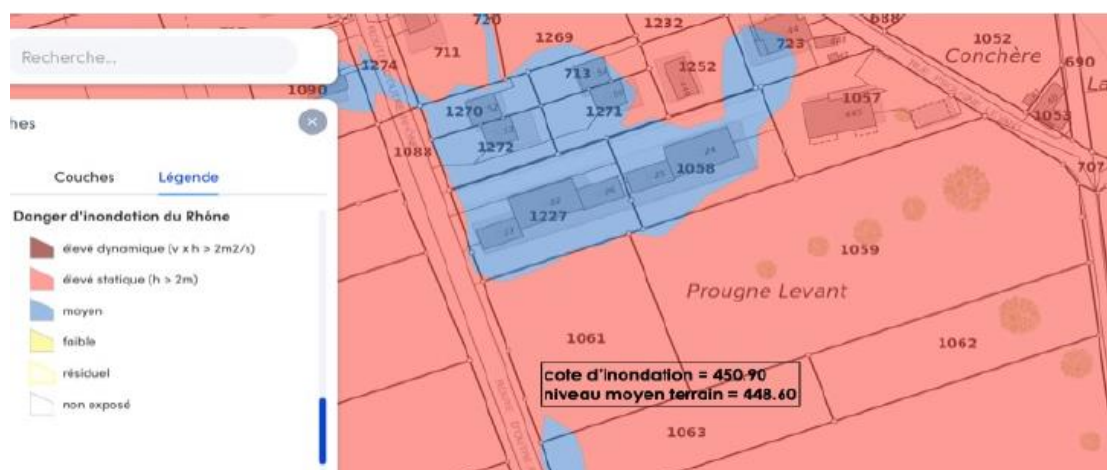 Recherche...
hes
Couches Légende
Danger d'inondation du Rhône
élevé dynamique (v x h > 2m2/s)
élevé statique (h > 2m)
moyen
faible
résiduel
non exposé
720
1232
688
711
1269
723
1052
Conchère
690
La
1274
713
1252
1090
1270
1271
1057
1053
1272
1088
1058
707
1227
1059
Prougne Levant
1061
1062
cote d'inondation = 450.90
niveau moyen terrain = 448.60
1063